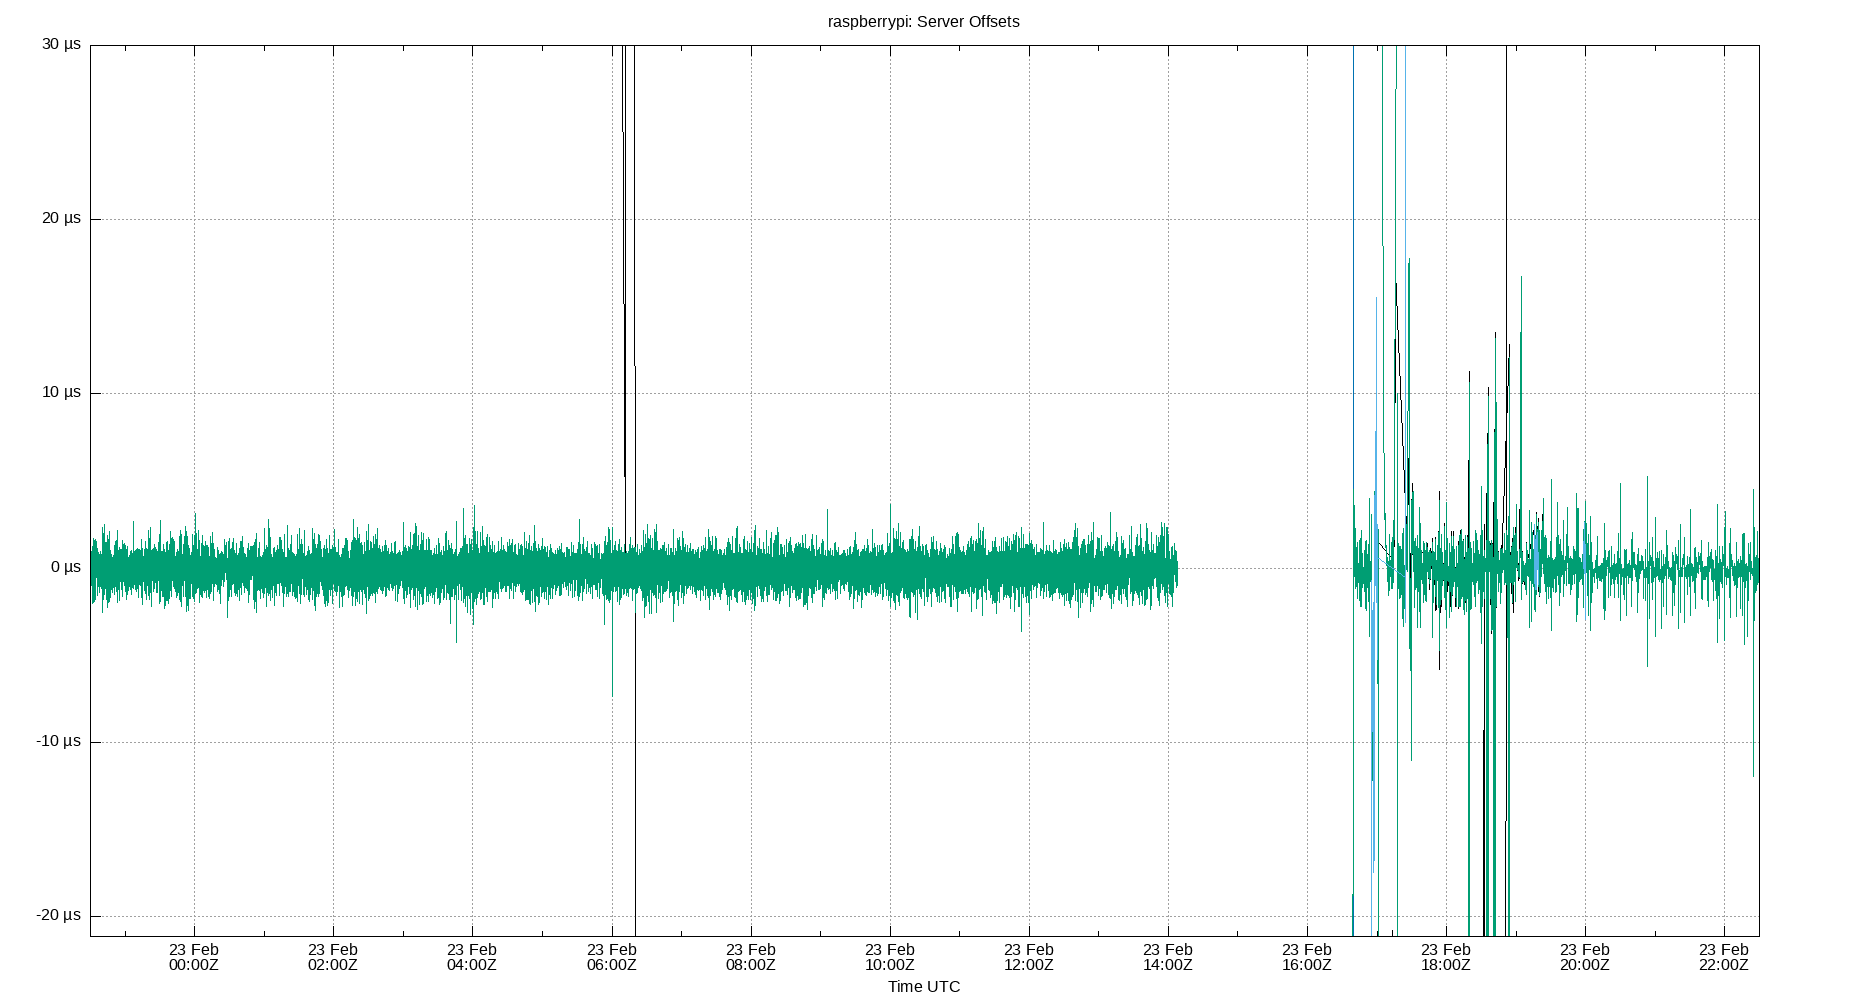 raspberrypi: Server Offsets
30 µs
20 µs
10 µs
0 µs
-10 µs
-20 µs
23 Feb 23 Feb 23 Feb 23 Feb 23 Feb 23 Feb 23 Feb 23 Feb 23 Feb 23 Feb 23 Feb 23 Feb
00:00Z 02:00Z 04:00Z 06:00Z 08:00Z 10:00Z 12:00Z 14:00Z 16:00Z 18:00Z 20:00Z 22:00Z
Time UTC